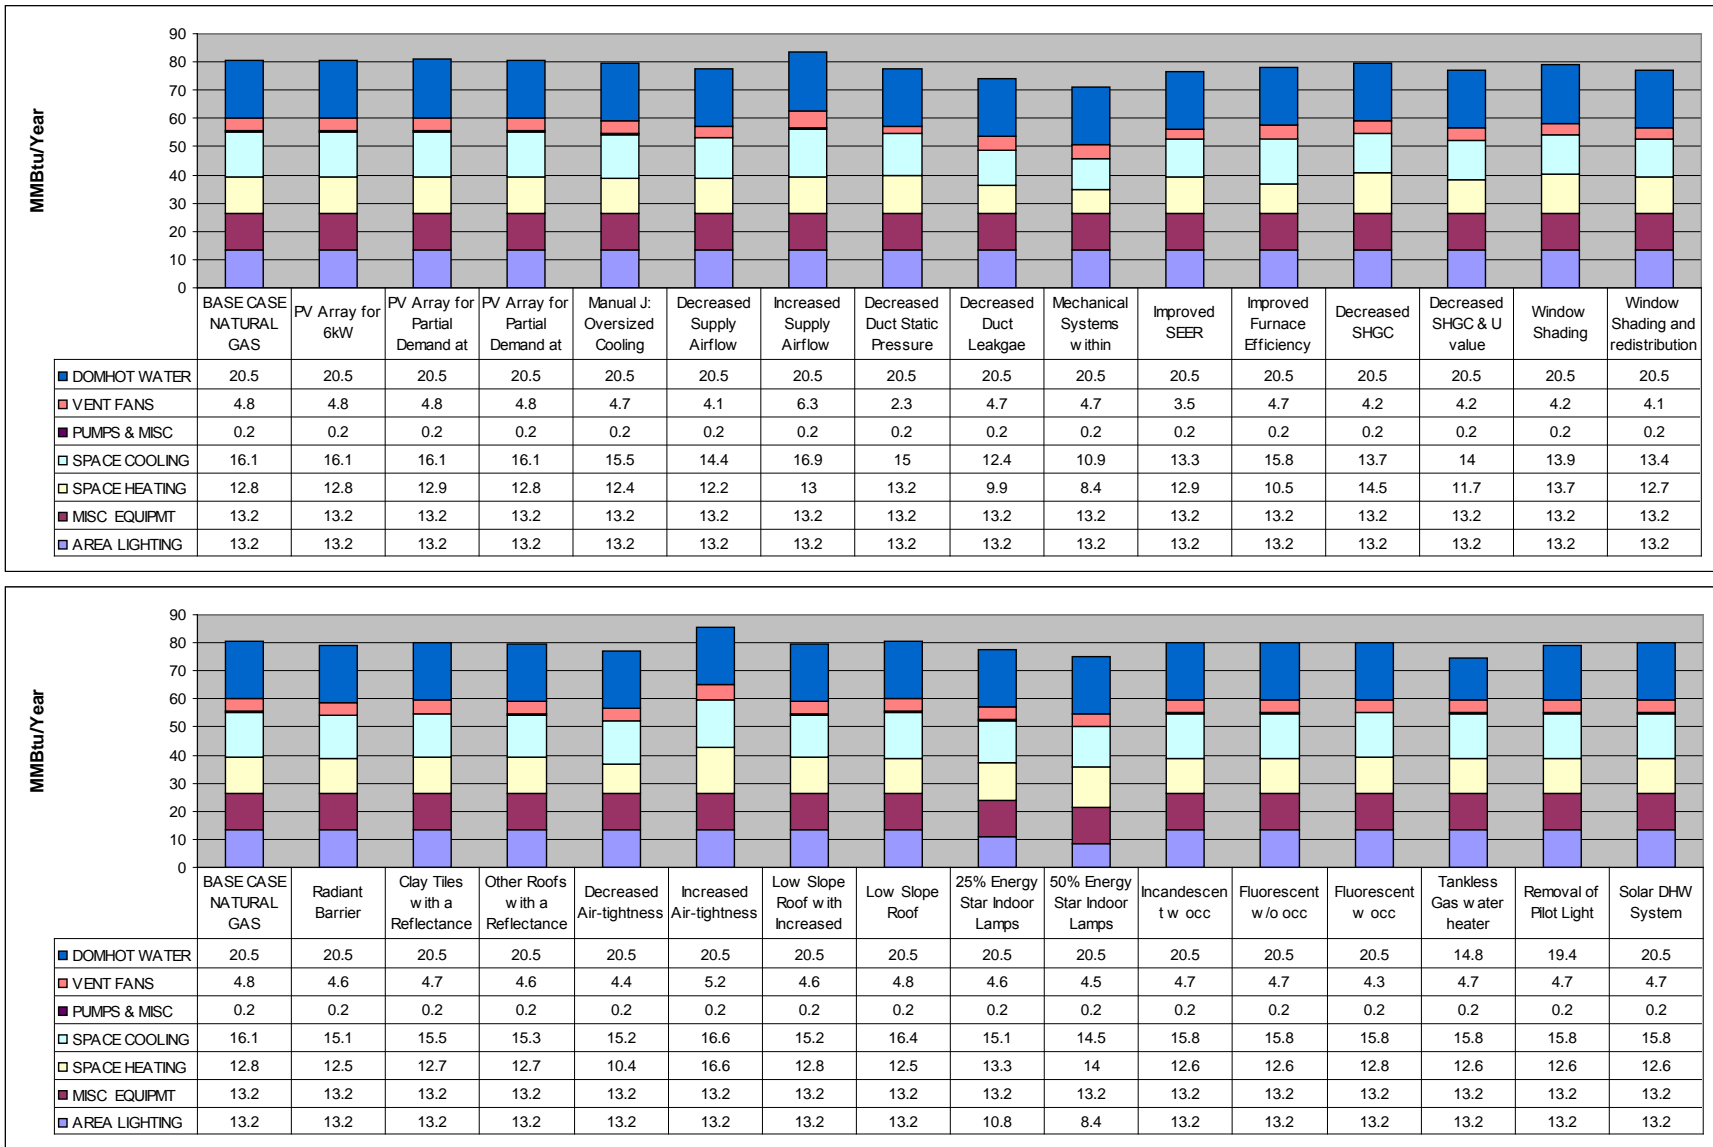 90
80
70
60
50
40
30
20
10
0
MMBtu/Year
BASE CASE NATURAL GAS PV Array for 6kW PV Array for Partial Demand at PV Array for Partial Demand at Manual J: Oversized Cooling Decreased Supply Airflow Increased Supply Airflow Decreased Duct Static Pressure Decreased Duct Leakgae Mechanical Systems within Improved SEER Improved Furnace Efficiency Decreased SHGC Decreased SHGC & U value Window Shading Window Shading and redistribution
DOMHOT WATER 20.5 20.5 20.5 20.5 20.5 20.5 20.5 20.5 20.5 20.5 20.5 20.5 20.5 20.5 20.5 20.5
VENT FANS 4.8 4.8 4.8 4.8 4.7 4.1 6.3 2.3 4.7 4.7 3.5 4.7 4.2 4.2 4.2 4.1
PUMPS & MISC 0.2 0.2 0.2 0.2 0.2 0.2 0.2 0.2 0.2 0.2 0.2 0.2 0.2 0.2 0.2 0.2
SPACE COOLING 16.1 16.1 16.1 16.1 15.5 14.4 16.9 15 12.4 10.9 13.3 15.8 13.7 14 13.9 13.4
SPACE HEATING 12.8 12.8 12.9 12.8 12.4 12.2 13 13.2 9.9 8.4 12.9 10.5 14.5 11.7 13.7 12.7
MISC EQUIPMT 13.2 13.2 13.2 13.2 13.2 13.2 13.2 13.2 13.2 13.2 13.2 13.2 13.2 13.2 13.2 13.2
AREA LIGHTING 13.2 13.2 13.2 13.2 13.2 13.2 13.2 13.2 13.2 13.2 13.2 13.2 13.2 13.2 13.2 13.2
90
80
70
60
50
40
30
20
10
0
MMBtu/Year
BASE CASE NATURAL GAS Radiant Barrier Clay Tiles with a Reflectance Other Roofs with a Reflectance Decreased Air-tightness Increased Air-tightness Low Slope Roof with Increased Low Slope Roof 25% Energy Star Indoor Lamps 50% Energy Star Indoor Lamps Incandescen t w occ Fluorescent w/o occ Fluorescent w occ Tankless Gas water heater Removal of Pilot Light Solar DHW System
DOMHOT WATER 20.5 20.5 20.5 20.5 20.5 20.5 20.5 20.5 20.5 20.5 20.5 20.5 20.5 14.8 19.4 20.5
VENT FANS 4.8 4.6 4.7 4.6 4.4 5.2 4.6 4.8 4.6 4.5 4.7 4.7 4.3 4.7 4.7 4.7
PUMPS & MISC 0.2 0.2 0.2 0.2 0.2 0.2 0.2 0.2 0.2 0.2 0.2 0.2 0.2 0.2 0.2 0.2
SPACE COOLING 16.1 15.1 15.5 15.3 15.2 16.6 15.2 16.4 15.1 14.5 15.8 15.8 15.8 15.8 15.8 15.8
SPACE HEATING 12.8 12.5 12.7 12.7 10.4 16.6 12.8 12.5 13.3 14 12.6 12.6 12.8 12.6 12.6 12.6
MISC EQUIPMT 13.2 13.2 13.2 13.2 13.2 13.2 13.2 13.2 13.2 13.2 13.2 13.2 13.2 13.2 13.2 13.2
AREA LIGHTING 13.2 13.2 13.2 13.2 13.2 13.2 13.2 13.2 10.8 8.4 13.2 13.2 13.2 13.2 13.2 13.2